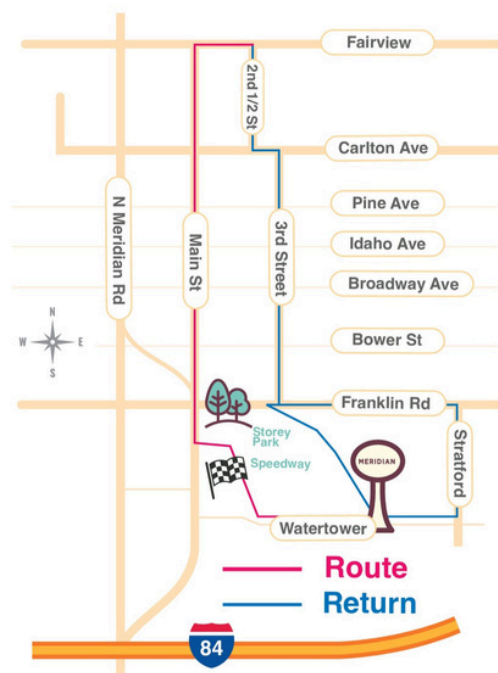 Fairview
2nd 1/2 St
Carlton Ave
N Meridian Rd
Pine Ave
Main St
3rd Street
Idaho Ave
Broadway Ave
N
W E
S
Bower St
Franklin Rd
Storey
Park
Speedway
MERIDIAN
Stratford
Watertower
Route
Return
84